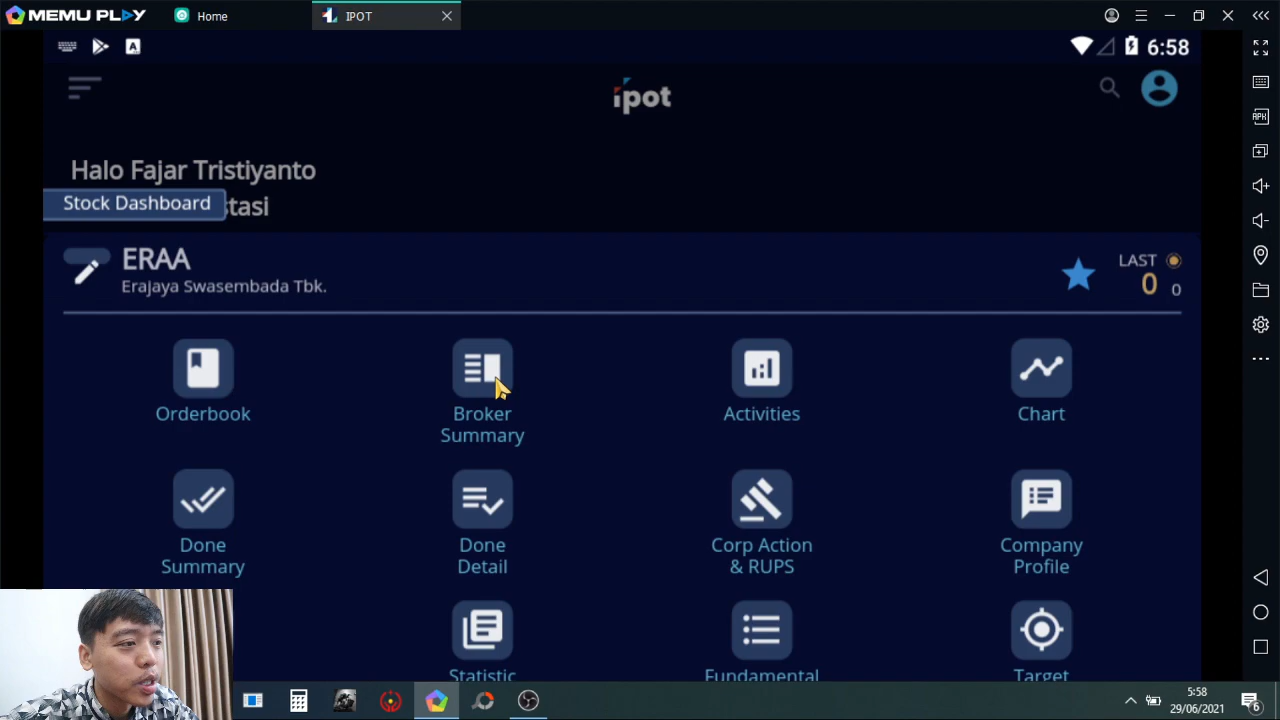 MEMU PLAY
Home
IPOT
6:58
ipot
Halo Fajar Tristiyanto
Stock Dashboard
stasi
ERAA
Erajaya Swasembada Tbk.
LAST
0
0
Orderbook
Broker
Summary
Activities
Chart
Done
Summary
Done
Detail
Corp Action
& RUPS
Company
Profile
Statistic
Fundamental
Target
5:58
29/06/2021
6